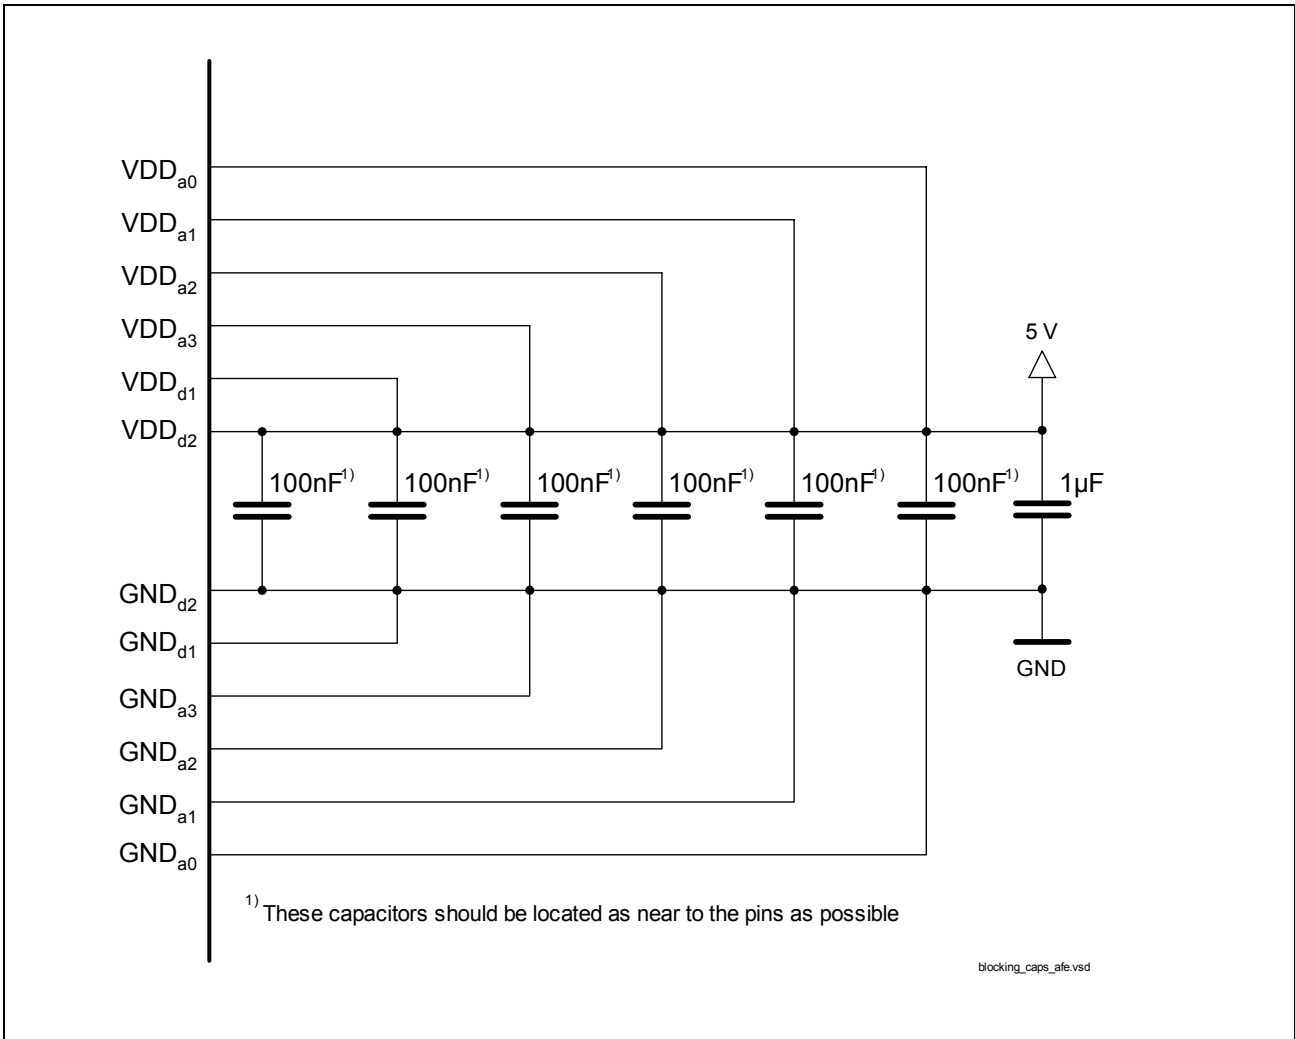 VDDa0
VDDa1
VDDa2
VDDa3
5 V
VDDd1
VDDd2
100nF1) 100nF1) 100nF1) 100nF1) 100nF1) 100nF1) 1µF
GNDd2
GNDd1
GND
GNDa3
GNDa2
GNDa1
GNDa0
1) These capacitors should be located as near to the pins as possible
blocking_caps_afe.vsd